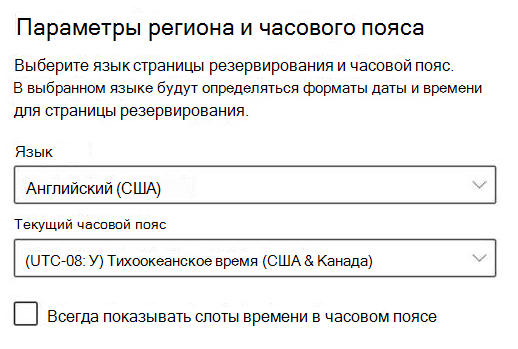 Параметры региона и часового пояса
Выберите язык страницы резервирования и часовой пояс.
В выбранном языке будут определяться форматы даты и времени
для страницы резервирования.
Язык
Английский (США)
Текущий часовой пояс
(UTC-08: У) Тихоокеанское время (США & Канада)
Всегда показывать слоты времени в часовом поясе